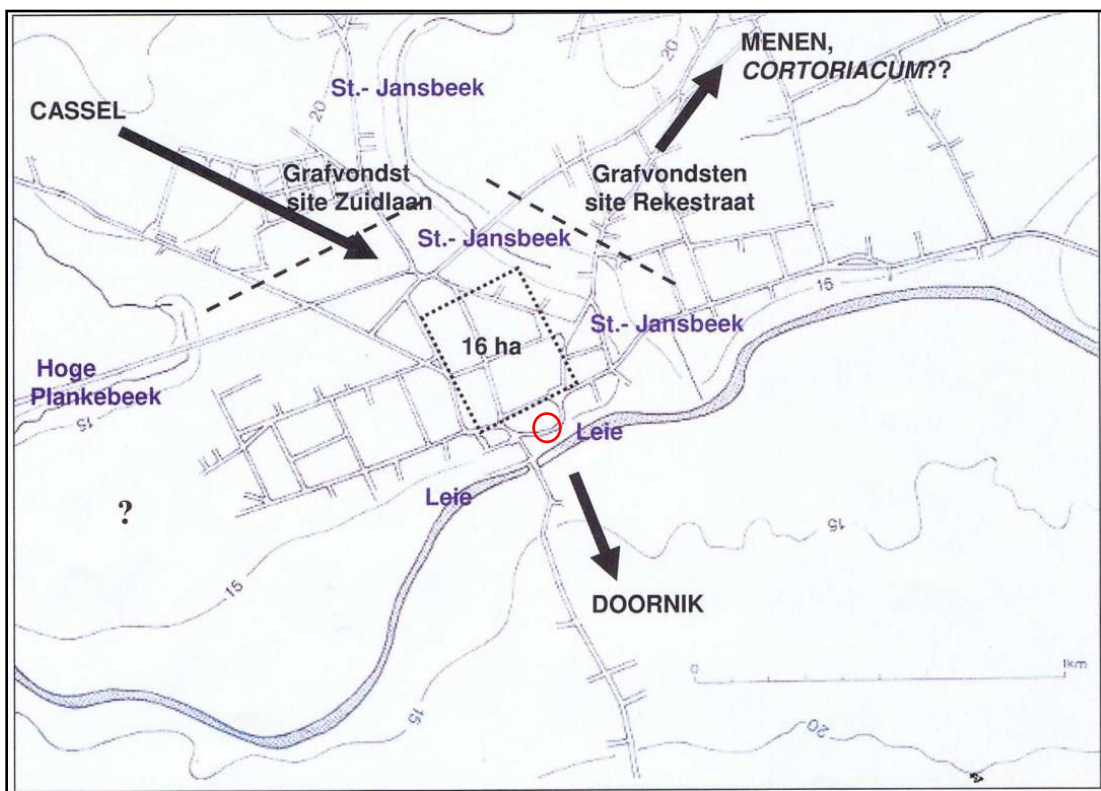 MENEN,
CORTORIACUM??
20
20
St.- Jansbeek
CASSEL
Grafvondst
site Zuidlaan
Grafvondsten
site Rekestraat
St.- Jansbeek
15
St.- Jansbeek
16 ha
Hoge
Plankebeek
15
Leie
Leie
?
15
15
DOORNIK
0
1km
15
20